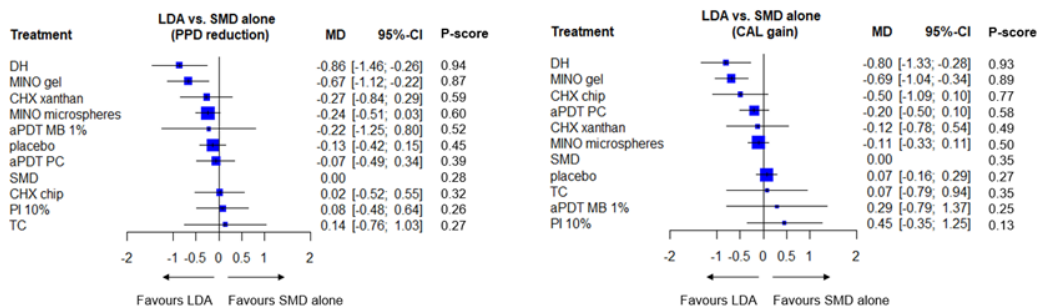 LDA vs. SMD alone
Treatment (PPD reduction) MD 95%-CI P-score
DH -0.86 [-1.46; -0.26] 0.94
MINO gel -0.67 [-1.12; -0.22] 0.87
CHX xanthan -0.27 [-0.84; 0.29] 0.59
MINO microspheres -0.24 [-0.51; 0.03] 0.60
aPDT MB 1% -0.22 [-1.25; 0.80] 0.52
placebo -0.13 [-0.42; 0.15] 0.45
aPDT PC -0.07 [-0.49; 0.34] 0.39
SMD 0.00 0.28
CHX chip 0.02 [-0.52; 0.55] 0.32
PI 10% 0.08 [-0.48; 0.64] 0.26
TC 0.14 [-0.76; 1.03] 0.27
-2 -1 0 1 2
Favours LDA Favours SMD alone
LDA vs. SMD alone
Treatment (CAL gain) MD 95%-CI P-score
DH -0.80 [-1.33; -0.28] 0.93
MINO gel -0.69 [-1.04; -0.34] 0.89
CHX chip -0.50 [-1.09; 0.10] 0.77
aPDT PC -0.20 [-0.50; 0.10] 0.58
CHX xanthan -0.12 [-0.78; 0.54] 0.49
MINO microspheres -0.11 [-0.33; 0.11] 0.50
SMD 0.00 0.35
placebo 0.07 [-0.16; 0.29] 0.27
TC 0.07 [-0.79; 0.94] 0.35
aPDT MB 1% 0.29 [-0.79; 1.37] 0.25
PI 10% 0.45 [-0.35; 1.25] 0.13
-2 -1 0 1 2
Favours LDA Favours SMD alone